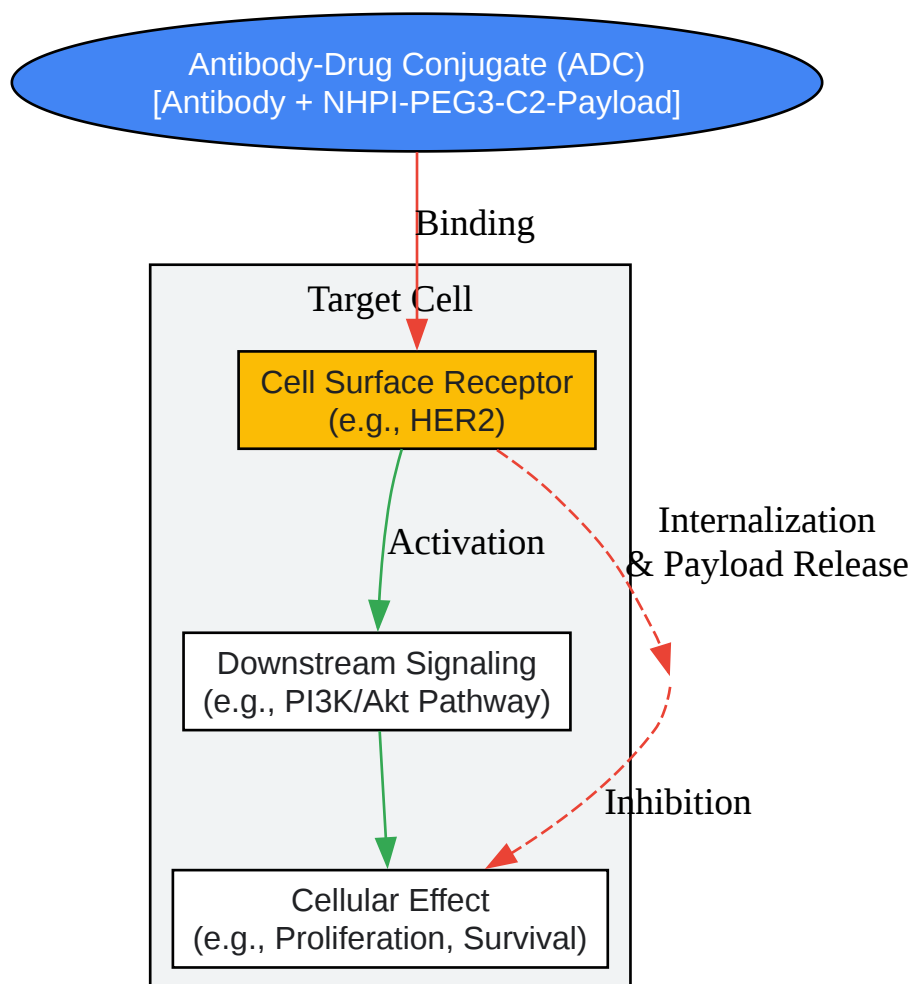 Antibody-Drug Conjugate (ADC)
[Antibody + NHPI-PEG3-C2-Payload]
Binding
Target Cell
Cell Surface Receptor
(e.g., HER2)
Internalization
& Payload Release
Activation
Downstream Signaling
(e.g., PI3K/Akt Pathway)
Inhibition
Cellular Effect
(e.g., Proliferation, Survival)